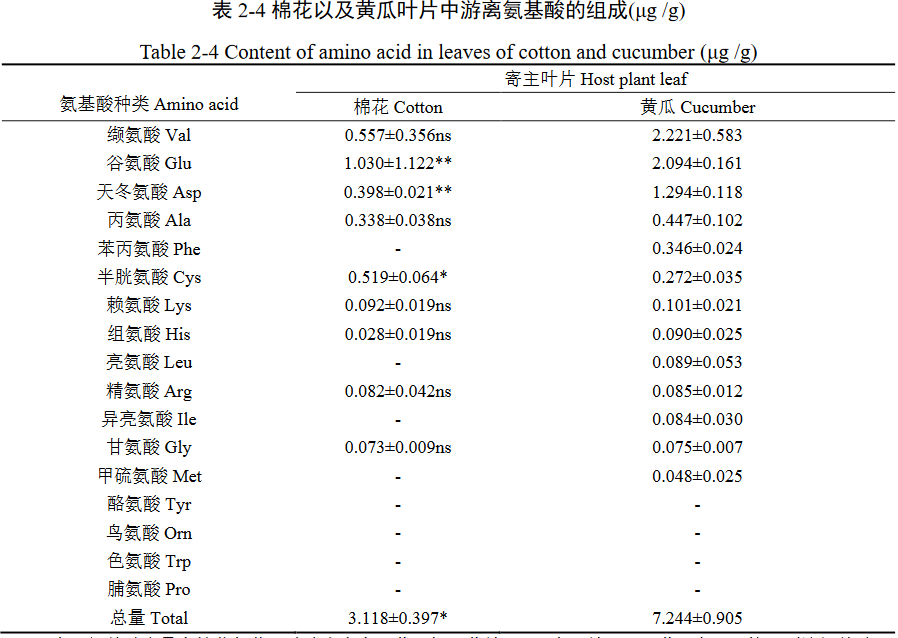 表 2-4 棉花以及黄瓜叶片中游离氨基酸的组成(μg /g)
Table 2-4 Content of amino acid in leaves of cotton and cucumber (μg /g)
寄主叶片 Host plant leaf
氨基酸种类 Amino acid
棉花 Cotton 黄瓜 Cucumber
缬氨酸 Val 0.557±0.356ns 2.221±0.583
谷氨酸 Glu 1.030±1.122** 2.094±0.161
天冬氨酸 Asp 0.398±0.021** 1.294±0.118
丙氨酸 Ala 0.338±0.038ns 0.447±0.102
苯丙氨酸 Phe - 0.346±0.024
半胱氨酸 Cys 0.519±0.064* 0.272±0.035
赖氨酸 Lys 0.092±0.019ns 0.101±0.021
组氨酸 His 0.028±0.019ns 0.090±0.025
亮氨酸 Leu - 0.089±0.053
精氨酸 Arg 0.082±0.042ns 0.085±0.012
异亮氨酸 Ile - 0.084±0.030
甘氨酸 Gly 0.073±0.009ns 0.075±0.007
甲硫氨酸 Met - 0.048±0.025
酪氨酸 Tyr - -
鸟氨酸 Orn - -
色氨酸 Trp - -
脯氨酸 Pro - -
总量 Total 3.118±0.397* 7.244±0.905